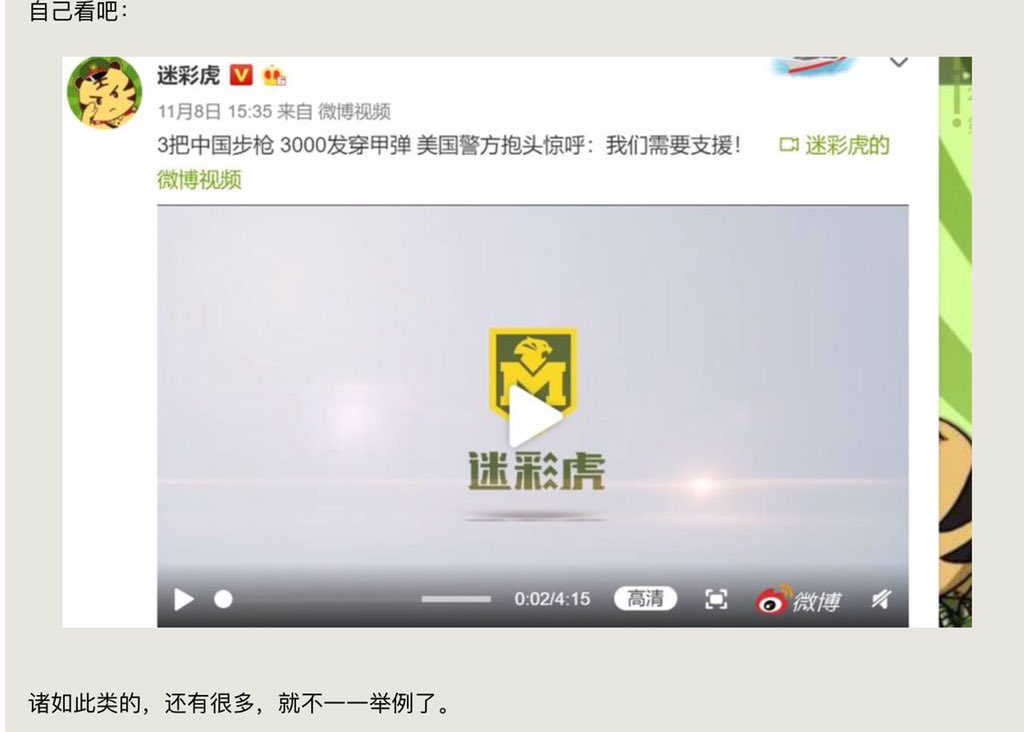 自己看吧：
迷彩虎 V
11月8日 15:35 来自 微博视频
3把中国步枪 3000发穿甲弹 美国警方抱头惊呼：我们需要支援！ 迷彩虎的
微博视频
M
迷彩虎
0:02/4:15 高清 微博
诸如此类的，还有很多，就不一一举例了。